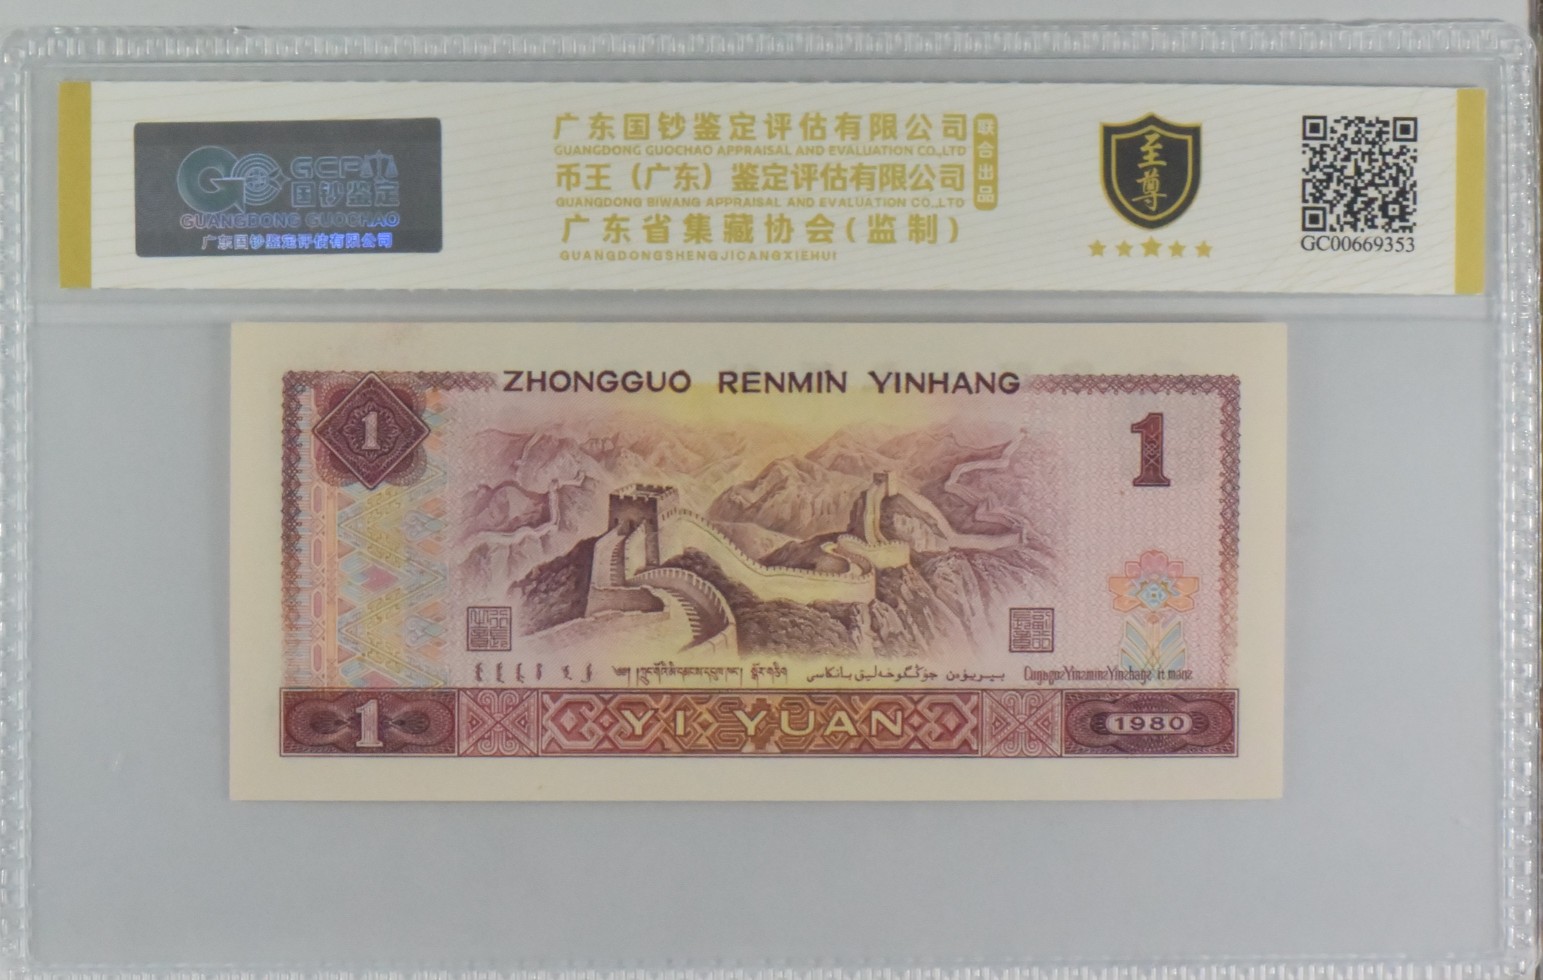 GCPA
国钞鉴定
GUANGDONG GUOCHAO
广东国钞鉴定评估有限公司
广东国钞鉴定评估有限公司
GUANGDONG GUOCHAO APPRAISAL AND EVALUATION CO.,LTD
币王（广东）鉴定评估有限公司
GUANGDONG BIWANG APPRAISAL AND EVALUATION CO.,LTD
联合出品
广东省集藏协会(监制)
GUANGDONGSHENGJICANGXIEHUI
至尊
GC00669353
ZHONGGUO RENMIN YINHANG
1
1
1
YI YUAN
1980